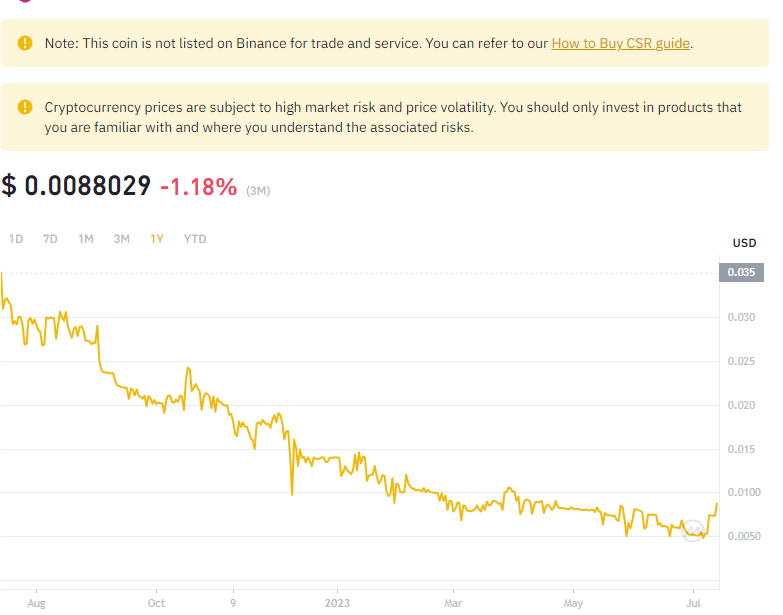 Note: This coin is not listed on Binance for trade and service. You can refer to our How to Buy CSR guide.
Cryptocurrency prices are subject to high market risk and price volatility. You should only invest in products that
you are familiar with and where you understand the associated risks.
$ 0.0088029 -1.18% (3M)
1D 7D 1M 3M 1Y YTD
USD
0.035
0.030
0.025
0.020
0.015
0.0100
0.0050
Aug Oct 9 2023 Mar May Jul